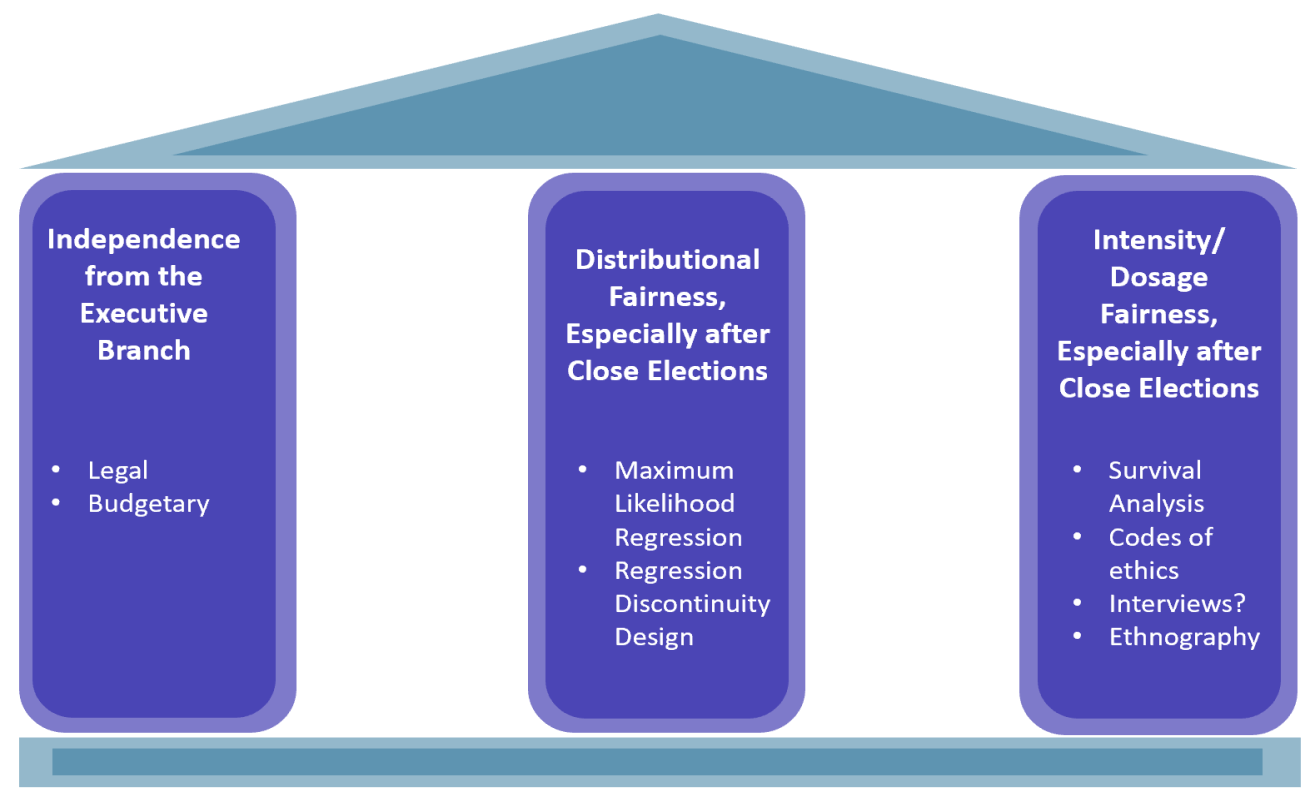 Independence
from the
Executive
Branch
• Legal
• Budgetary
Distributional
Fairness,
Especially after
Close Elections
• Maximum
Likelihood
Regression
• Regression
Discontinuity
Design
Intensity/
Dosage
Fairness,
Especially after
Close Elections
• Survival
Analysis
• Codes of
ethics
• Interviews?
• Ethnography